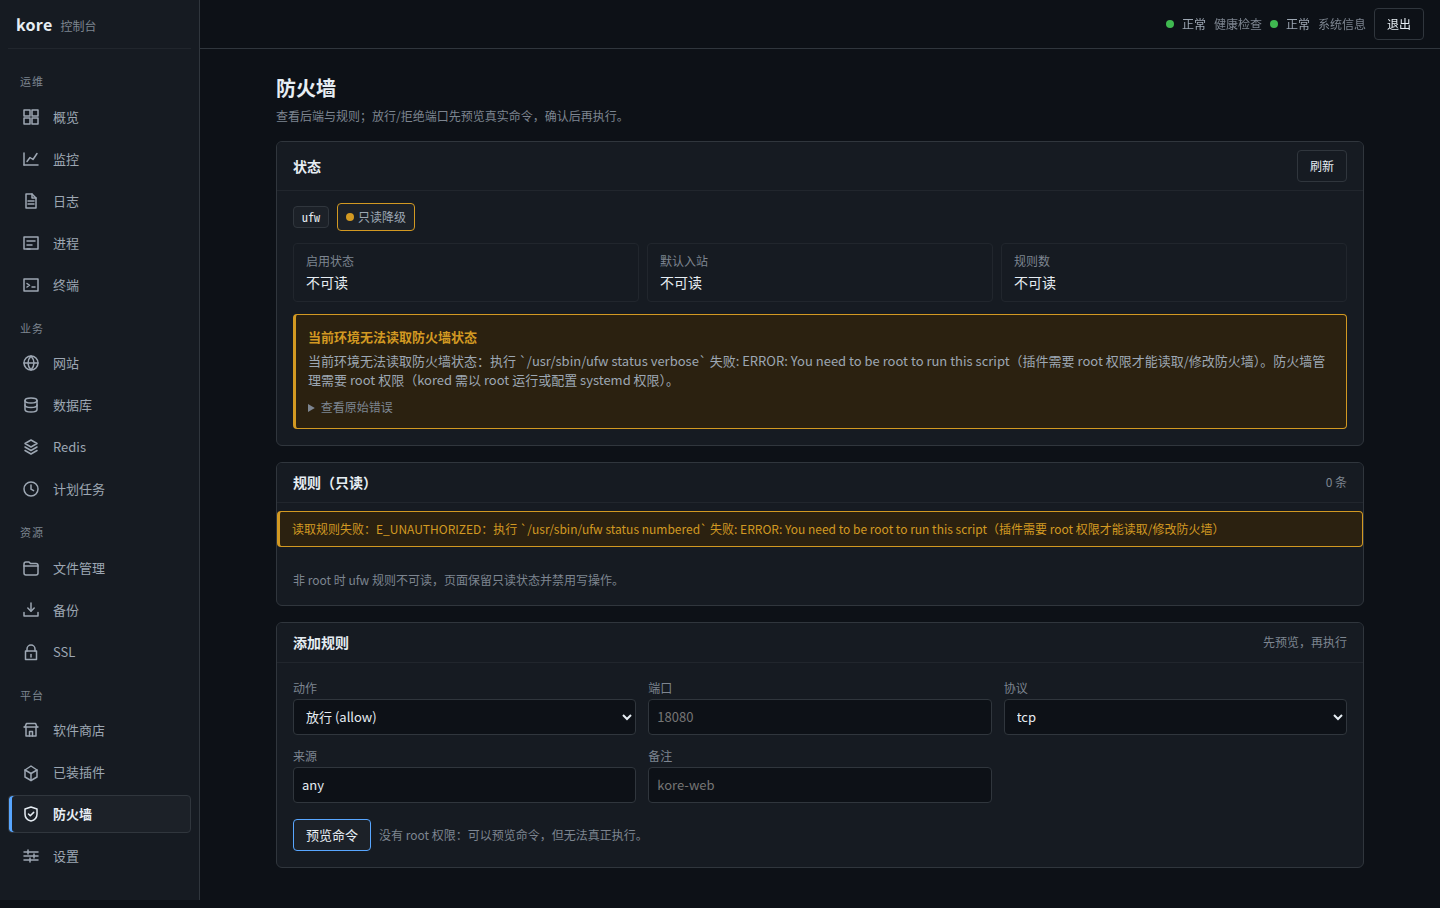 kore 控制台
正常 健康检查 正常 系统信息 退出
运维
概览
监控
日志
进程
终端
业务
网站
数据库
Redis
计划任务
资源
文件管理
备份
SSL
平台
软件商店
已装插件
防火墙
设置
防火墙
查看后端与规则；放行/拒绝端口先预览真实命令，确认后再执行。
状态 刷新
ufw 只读降级
启用状态 默认入站 规则数
不可读 不可读 不可读
当前环境无法读取防火墙状态
当前环境无法读取防火墙状态：执行 `/usr/sbin/ufw status verbose` 失败: ERROR: You need to be root to run this script（插件需要 root 权限才能读取/修改防火墙）。防火墙管
理需要 root 权限（kored 需以 root 运行或配置 systemd 权限）。
查看原始错误
规则（只读） 0 条
读取规则失败：E_UNAUTHORIZED：执行 `/usr/sbin/ufw status numbered` 失败: ERROR: You need to be root to run this script（插件需要 root 权限才能读取/修改防火墙）
非 root 时 ufw 规则不可读，页面保留只读状态并禁用写操作。
添加规则 先预览，再执行
动作 端口 协议
放行 (allow) 18080 tcp
来源 备注
any kore-web
预览命令 没有 root 权限：可以预览命令，但无法真正执行。